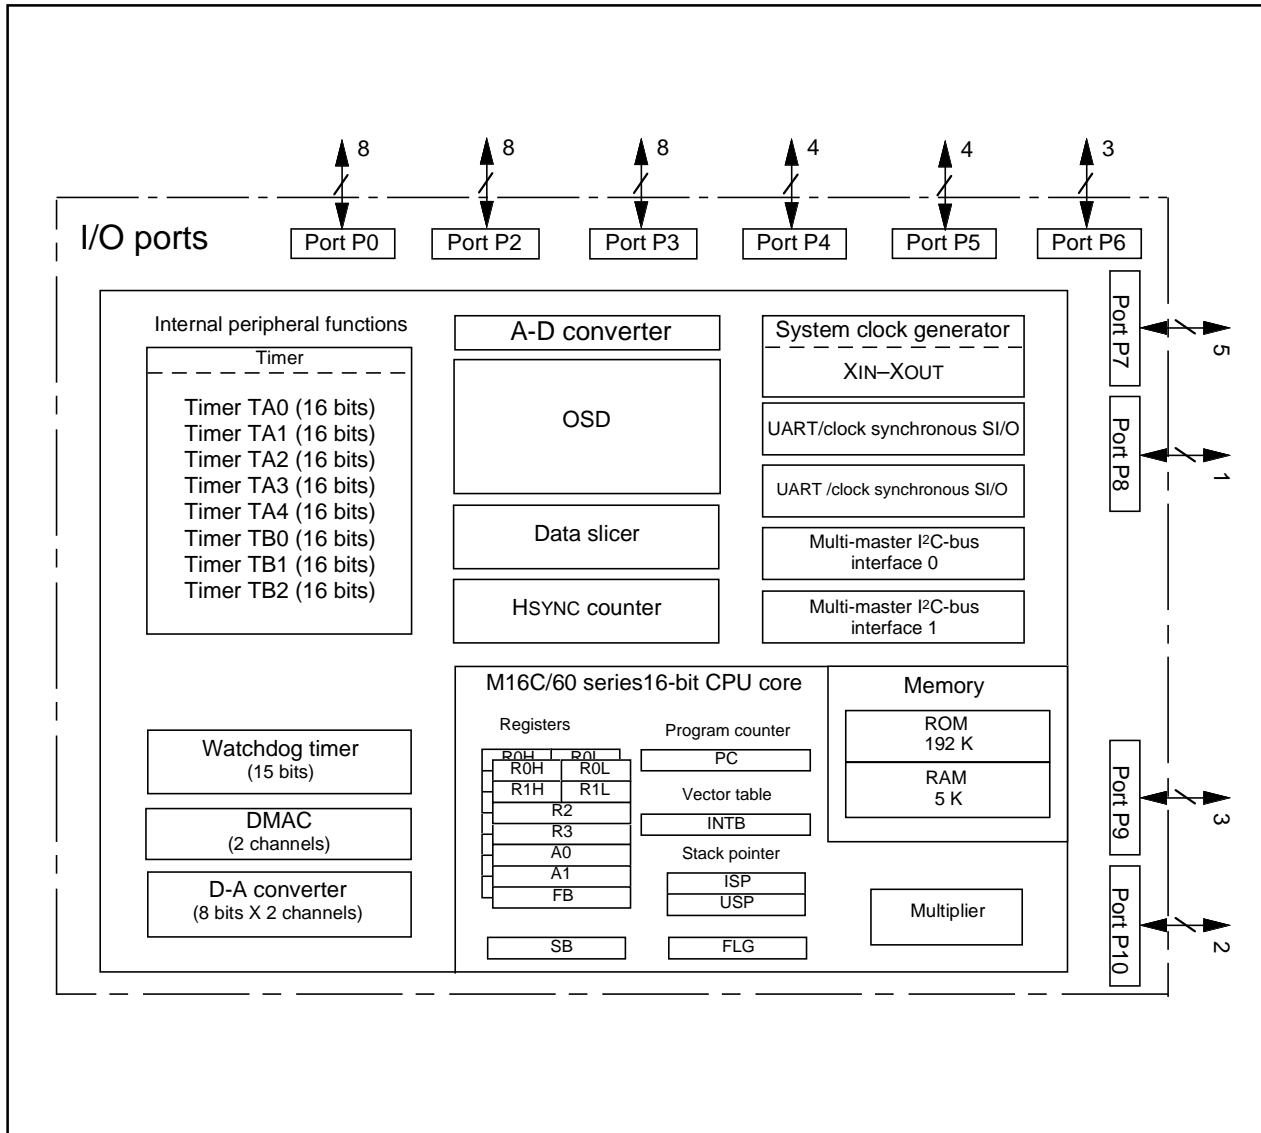 8
8
8
4
4
3
I/O ports
Port P0
Port P2
Port P3
Port P4
Port P5
Port P6
Port P7
5
Port P8
1
Port P9
3
Port P10
2
Internal peripheral functions
Timer
Timer TA0 (16 bits)
Timer TA1 (16 bits)
Timer TA2 (16 bits)
Timer TA3 (16 bits)
Timer TA4 (16 bits)
Timer TB0 (16 bits)
Timer TB1 (16 bits)
Timer TB2 (16 bits)
Watchdog timer
(15 bits)
DMAC
(2 channels)
D-A converter
(8 bits X 2 channels)
A-D converter
OSD
Data slicer
HSYNC counter
System clock generator
XIN–XOUT
UART/clock synchronous SI/O
UART /clock synchronous SI/O
Multi-master I²C-bus
interface 0
Multi-master I²C-bus
interface 1
M16C/60 series16-bit CPU core
Registers
R0H R0L
R0H R0L
R1H R1L
R2
R3
A0
A1
FB
SB
Program counter
PC
Vector table
INTB
Stack pointer
ISP
USP
FLG
Memory
ROM
192 K
RAM
5 K
Multiplier